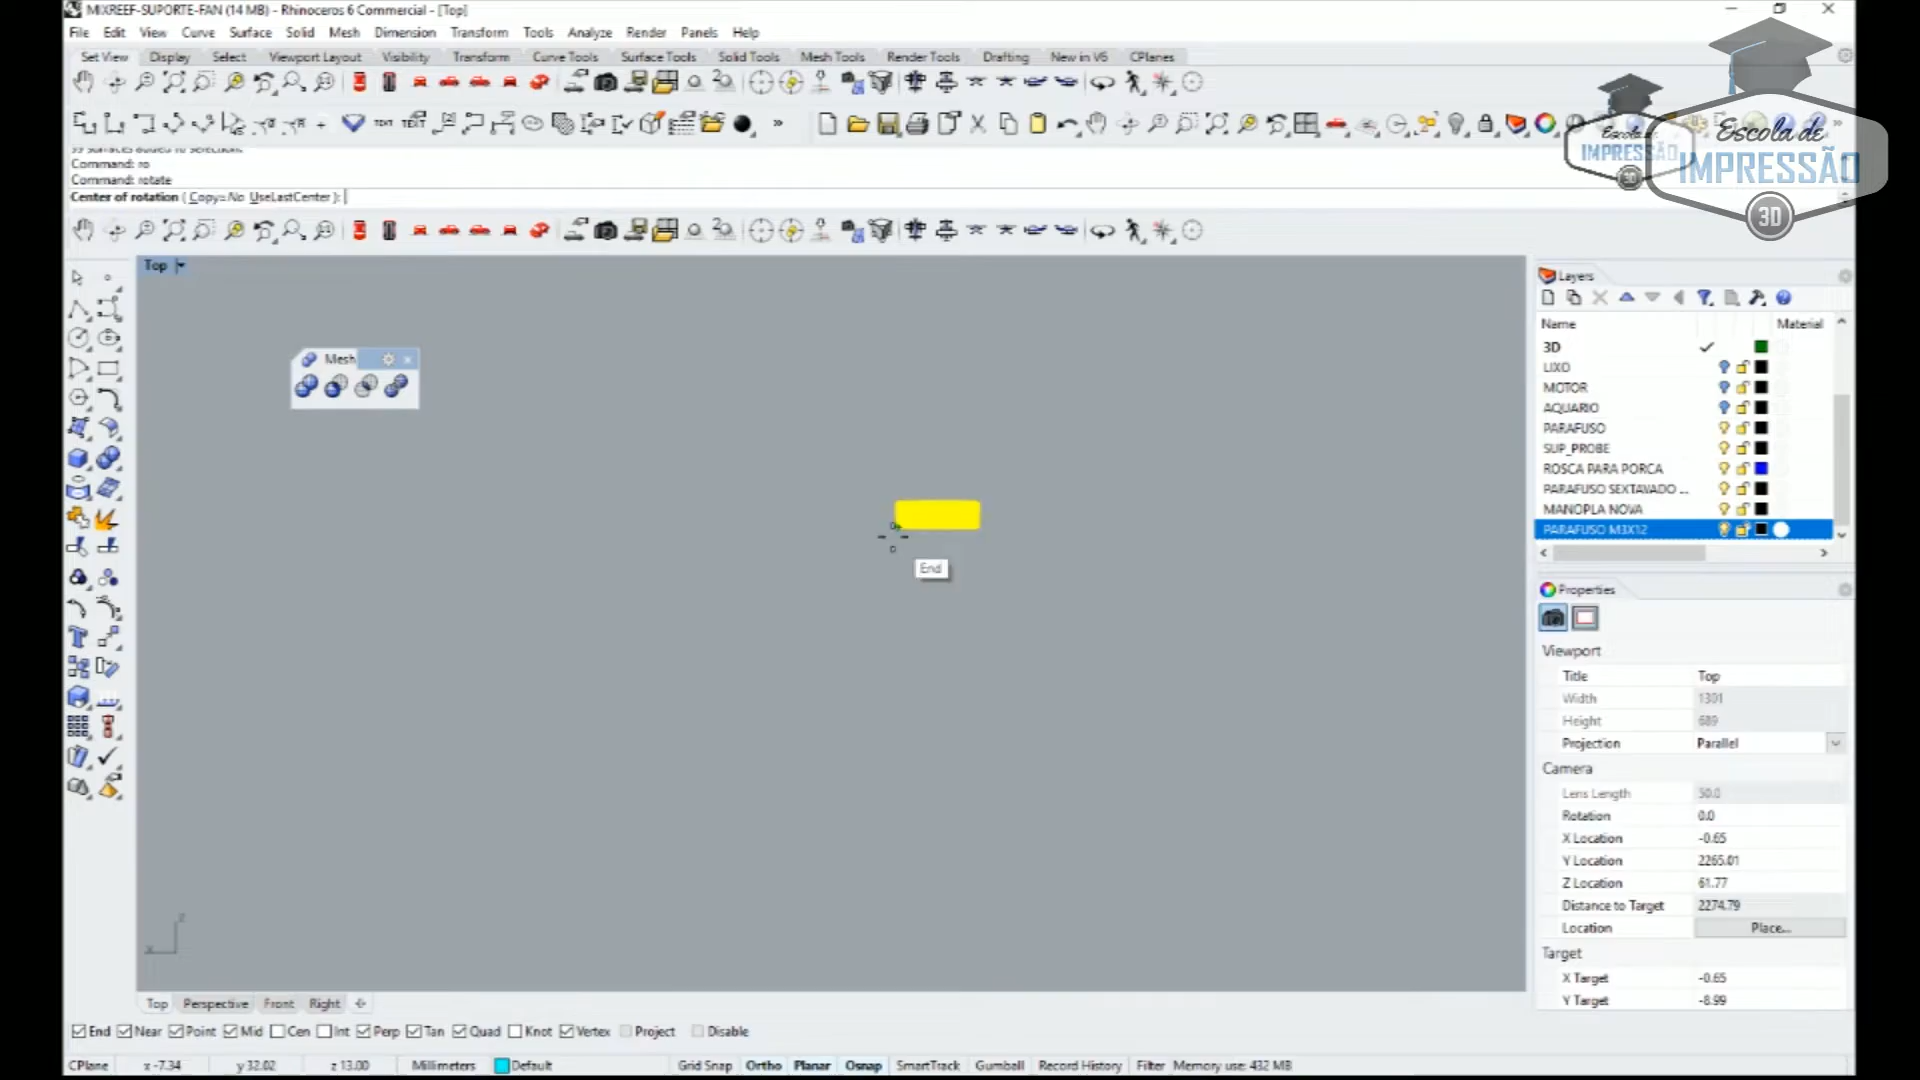 MIXREEF-SUPORTE-FAN (14 MB) - Rhinoceros 6 Commercial - [Top]
File Edit View Curve Surface Solid Mesh Dimension Transform Tools Analyze Render Panels Help
Set View Display Select Viewport Layout Visibility Transform Curve Tools Surface Tools Solid Tools Mesh Tools Render Tools Drafting New in V6 CPlanes
Command: ro
Command: rotate
Center of rotation ( Copy=No UseLastCenter ):
Escola de
IMPRESSÃO
3D
Escola de
IMPRESSÃO
3D
Top
Mesh
End
Layers
Name Material
3D
LIXO
MOTOR
AQUARIO
PARAFUSO
SUP_PROBE
ROSCA PARA PORCA
PARAFUSO SEXTAVADO ...
MANOPLA NOVA
PARAFUSO M3X12
Properties
Viewport
Title Top
Width 1301
Height 689
Projection Parallel
Camera
Lens Length 50.0
Rotation 0.0
X Location -0.65
Y Location 2265.01
Z Location 61.77
Distance to Target 2274.79
Location Place...
Target
X Target -0.65
Y Target -8.99
z
x
Top Perspective Front Right
End Near Point Mid Cen Int Perp Tan Quad Knot Vertex Project Disable
CPlane x -7.34 y 32.02 z 13.00 Millimeters Default Grid Snap Ortho Planar Osnap SmartTrack Gumball Record History Filter Memory use: 432 MB